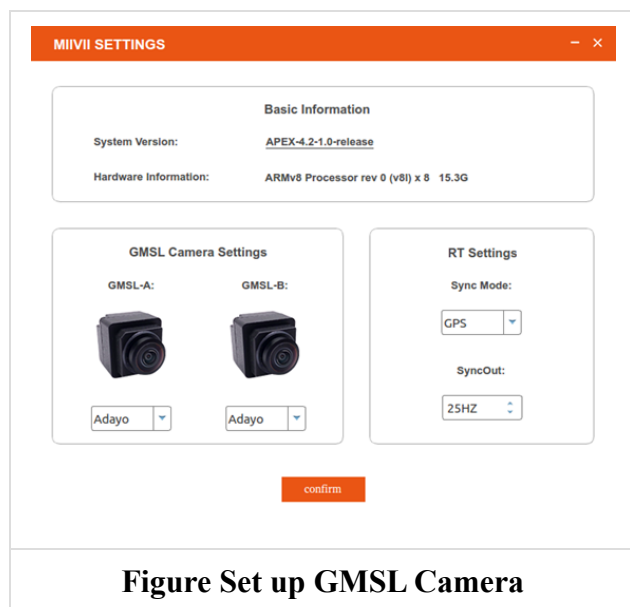 MIIVII SETTINGS
Basic Information
System Version: APEX-4.2-1.0-release
Hardware Information: ARMv8 Processor rev 0 (v8l) x 8 15.3G
GMSL Camera Settings
GMSL-A: GMSL-B:
Adayo Adayo
RT Settings
Sync Mode:
GPS
SyncOut:
25HZ
confirm
Figure Set up GMSL Camera